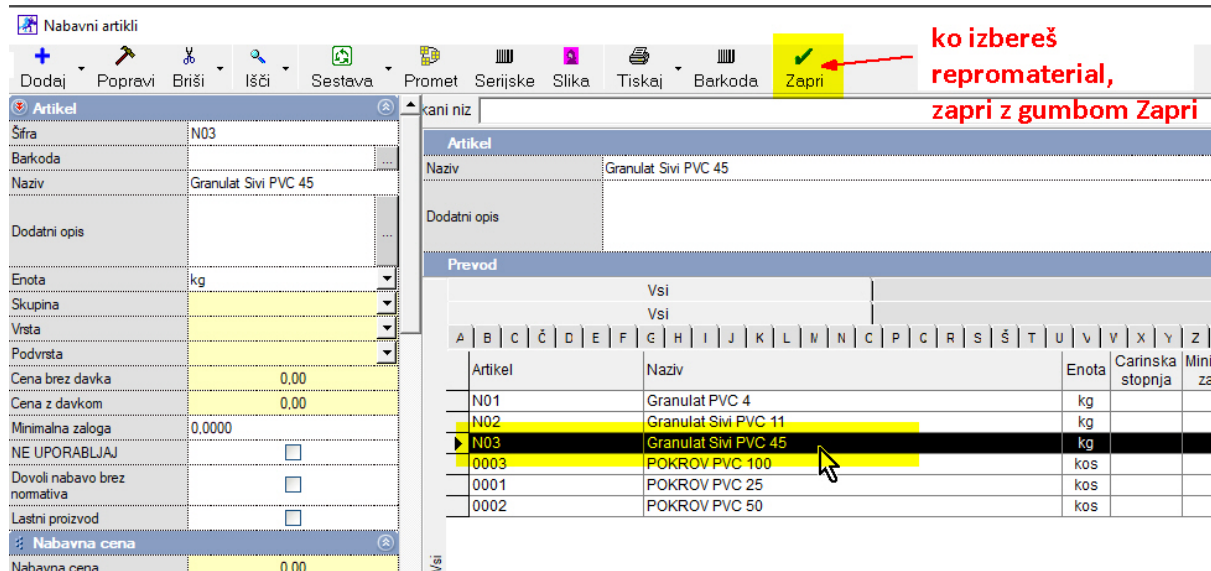 Nabavni artikli
Dodaj Popravi Briši Išči Sestava Promet Serijske Slika Tiskaj Barkoda Zapri
ko izbereš
repromaterial,
zapri z gumbom Zapri
Artikel
Šifra N03
Barkoda ...
Naziv Granulat Sivi PVC 45
Dodatni opis ...
Enota kg
Skupina
Vrsta
Podvrsta
Cena brez davka 0,00
Cena z davkom 0,00
Minimalna zaloga 0,0000
NE UPORABLJAJ
Dovoli nabavo brez
normativa
Lastni proizvod
Nabavna cena
Nabavna cena 0,00
kani niz
Artikel
Naziv Granulat Sivi PVC 45
Dodatni opis
Prevod
Vsi
Vsi
A B C Č D E F G H I J K L M N O P Q R S Š T U V W X Y Z
Artikel Naziv Enota Carinska Mini
stopnja za
N01 Granulat PVC 4 kg
N02 Granulat Sivi PVC 11 kg
N03 Granulat Sivi PVC 45 kg
0003 POKROV PVC 100 kos
0001 POKROV PVC 25 kos
0002 POKROV PVC 50 kos
Vsi